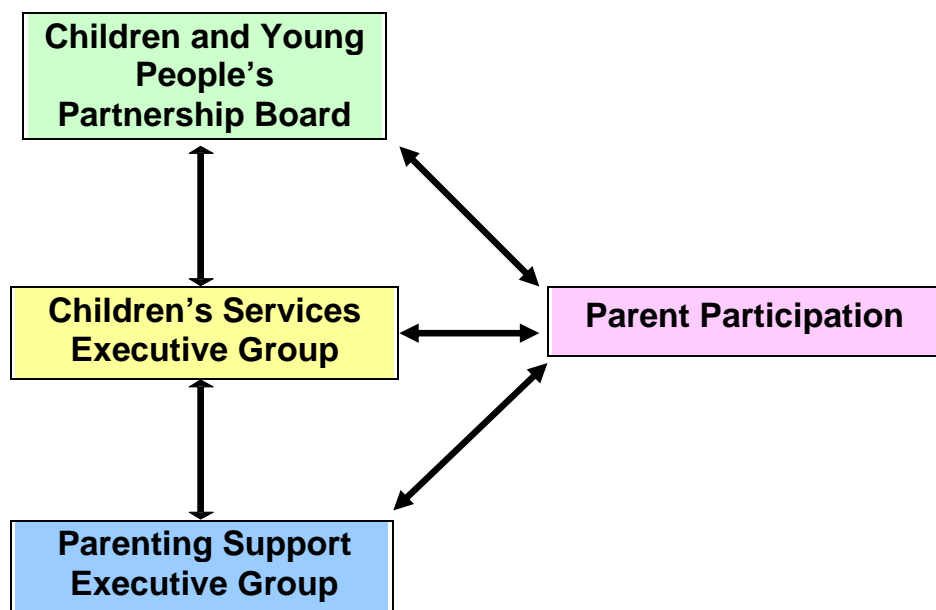 Children and Young
People’s
Partnership Board
Children’s Services
Executive Group
Parent Participation
Parenting Support
Executive Group